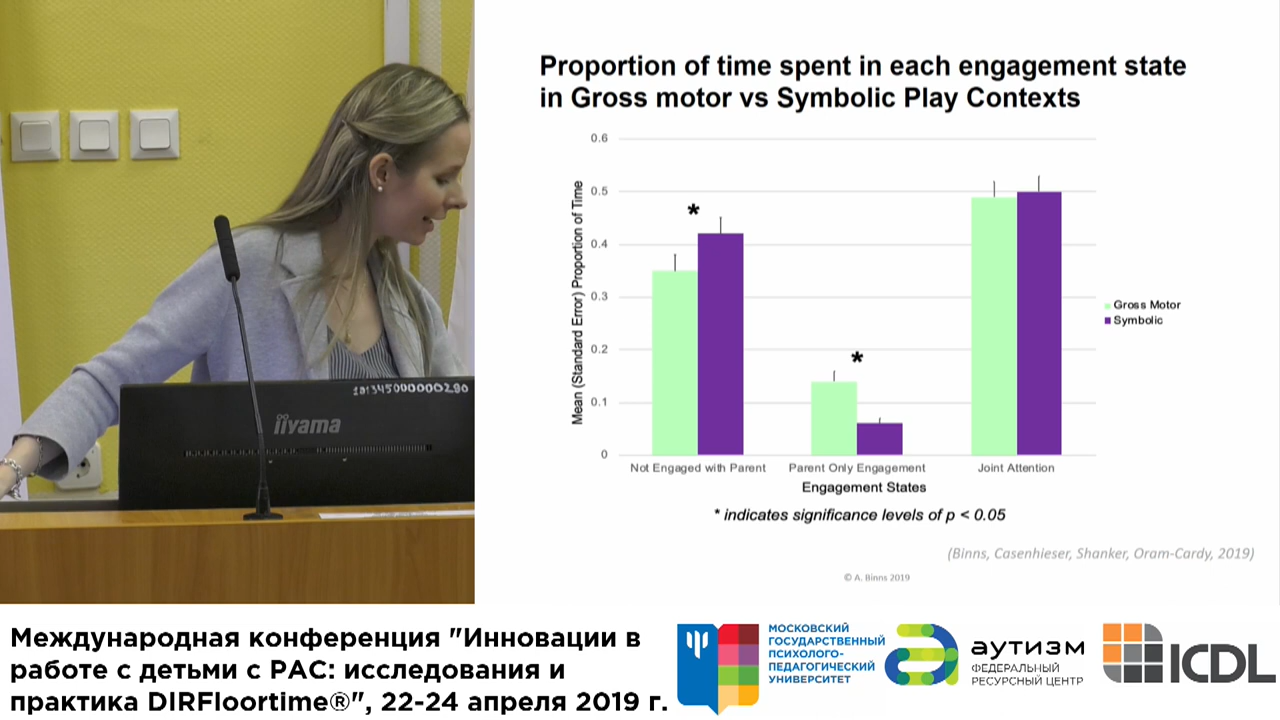 Proportion of time spent in each engagement state
in Gross motor vs Symbolic Play Contexts
Mean (Standard Error) Proportion of Time
0.6
0.5
0.4
0.3
0.2
0.1
0
*
*
Gross Motor
Symbolic
Not Engaged with Parent
Parent Only Engagement
Joint Attention
Engagement States
* indicates significance levels of p < 0.05
(Binns, Casenhieser, Shanker, Oram-Cardy, 2019)
© A. Binns 2019
iiyama
Международная конференция "Инновации в
работе с детьми с РАС: исследования и
практика DIRFloortime®", 22-24 апреля 2019 г.
МОСКОВСКИЙ
ГОСУДАРСТВЕННЫЙ
ПСИХОЛОГО-
ПЕДАГОГИЧЕСКИЙ
УНИВЕРСИТЕТ
аутизм
ФЕДЕРАЛЬНЫЙ
РЕСУРСНЫЙ ЦЕНТР
ICDL